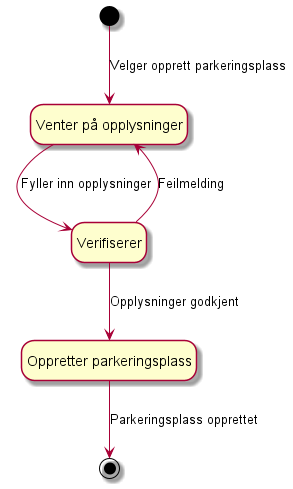 Velger opprett parkeringsplass
Venter på opplysninger
Fyller inn opplysninger
Feilmelding
Verifiserer
Opplysninger godkjent
Oppretter parkeringsplass
Parkeringsplass opprettet